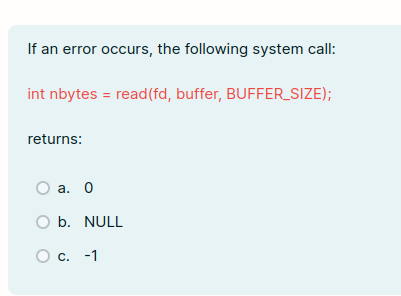 If an error occurs, the following system call:
int nbytes = read(fd, buffer, BUFFER_SIZE);
returns:
a. 0
b. NULL
c. -1